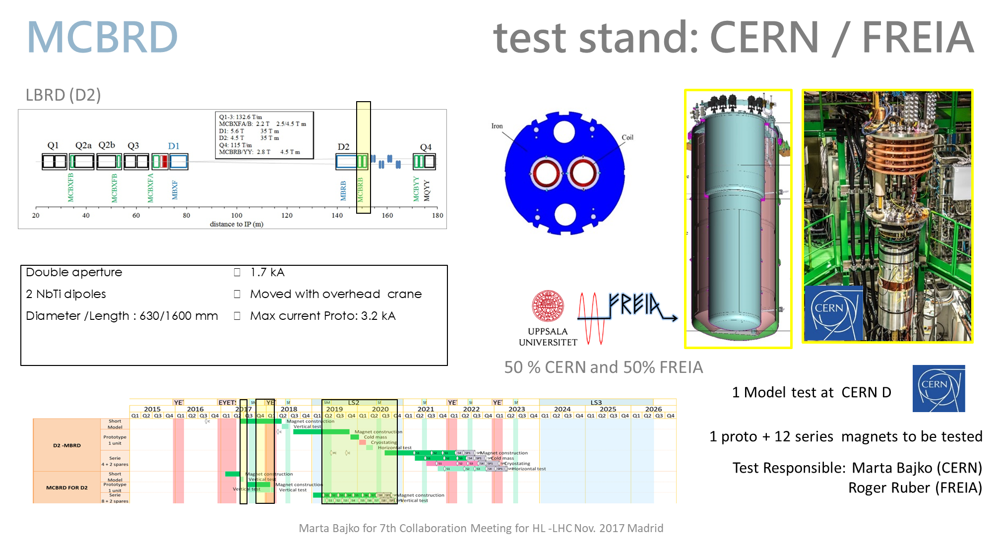 MCBRD
test stand: CERN / FREIA
LBRD (D2)
Q1-3: 132.6 T/m
MCBXFA/B: 2.2 T 2.5/4.5 T m
D1: 5.6 T 35 T m
D2: 4.5 T 35 T m
Q4: 115 T/m
MCBRB/YY: 2.8 T 4.5 T m
Q1 Q2a Q2b Q3 D1 D2 Q4
MCBXFB MCBXFB MCBXFA MBXF MBRB MCBRB MCBYY MQYY
20 40 60 80 100 120 140 160 180
distance to IP (m)
Iron
Coil
Double aperture
2 NbTi dipoles
Diameter /Length : 630/1600 mm
1.7 kA
Moved with overhead crane
Max current Proto: 3.2 kA
UPPSALA
UNIVERSITET
FREIA
CERN
50 % CERN and 50% FREIA
CERN
1 Model test at CERN D
1 proto + 12 series magnets to be tested
Test Responsible: Marta Bajko (CERN)
Roger Ruber (FREIA)
YET EYETS SM YE SM LS2 YE YE LS3
2015 2016 2017 2018 2019 2020 2021 2022 2023 2024 2025 2026
Q1 Q2 Q3 Q4 Q1 Q2 Q3 Q4 Q1 Q2 Q3 Q4 Q1 Q2 Q3 Q4 Q1 Q2 Q3 Q4 Q1 Q2 Q3 Q4 Q1 Q2 Q3 Q4 Q1 Q2 Q3 Q4 Q1 Q2 Q3 Q4 Q1 Q2 Q3 Q4 Q1 Q2 Q3 Q4 Q1 Q2 Q3 Q4
D2 -MBRD
Short
Model
Magnet construction
Vertical test
Prototype
1 unit
Magnet construction
Cold mass
Cryostating
Horizontal test
Serie
4 + 2 spares
Magnet construction
Cold mass
Cryostating
Horizontal test
MCBRD FOR D2
Short
Model
Magnet construction
Vertical test
Prototype
1 unit
Magnet construction
Vertical test
Vertical test
Serie
8 + 2 spares
Magnet construction
Vertical test
Marta Bajko for 7th Collaboration Meeting for HL -LHC Nov. 2017 Madrid